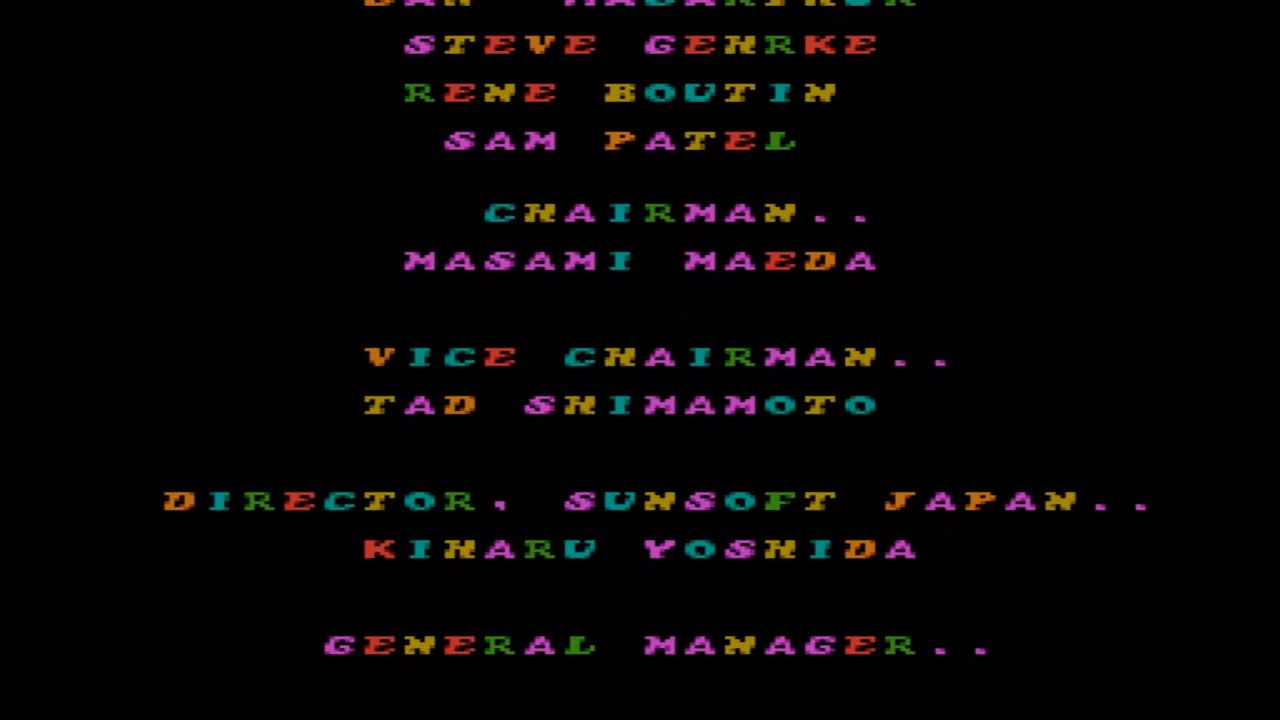 STEVE GEHRKE
RENE BOUTIN
SAM PATEL
CHAIRMAN..
MASAMI MAEDA
VICE CHAIRMAN..
TAD SHIMAMOTO
DIRECTOR, SUNSOFT JAPAN..
KIHARU YOSHIDA
GENERAL MANAGER..